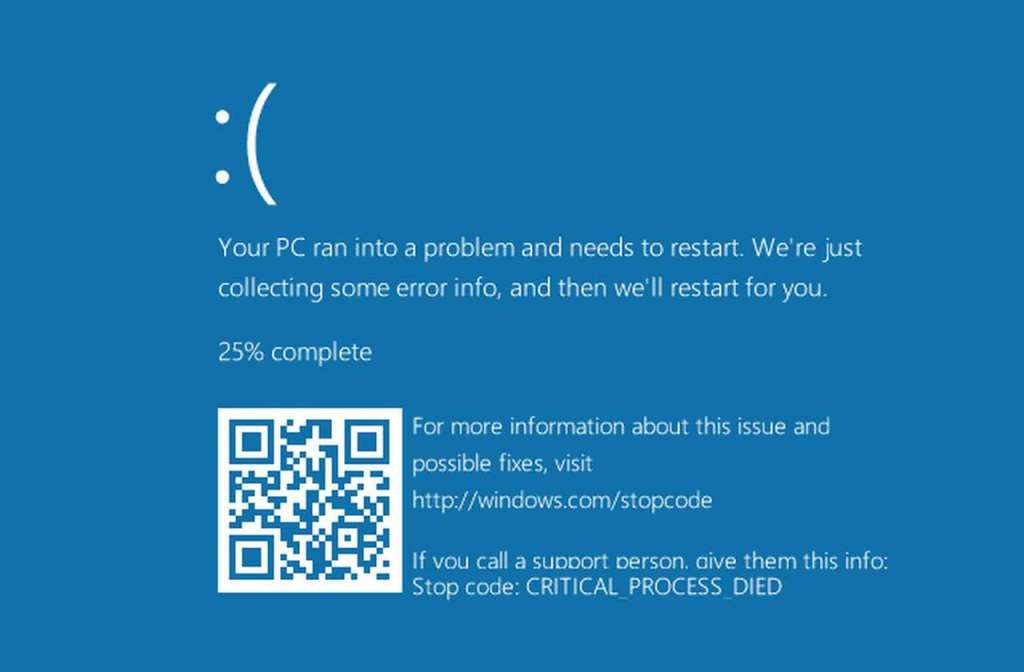 :(
Your PC ran into a problem and needs to restart. We're just
collecting some error info, and then we'll restart for you.
25% complete
For more information about this issue and
possible fixes, visit
http://windows.com/stopcode
If you call a support person, give them this info:
Stop code: CRITICAL_PROCESS_DIED